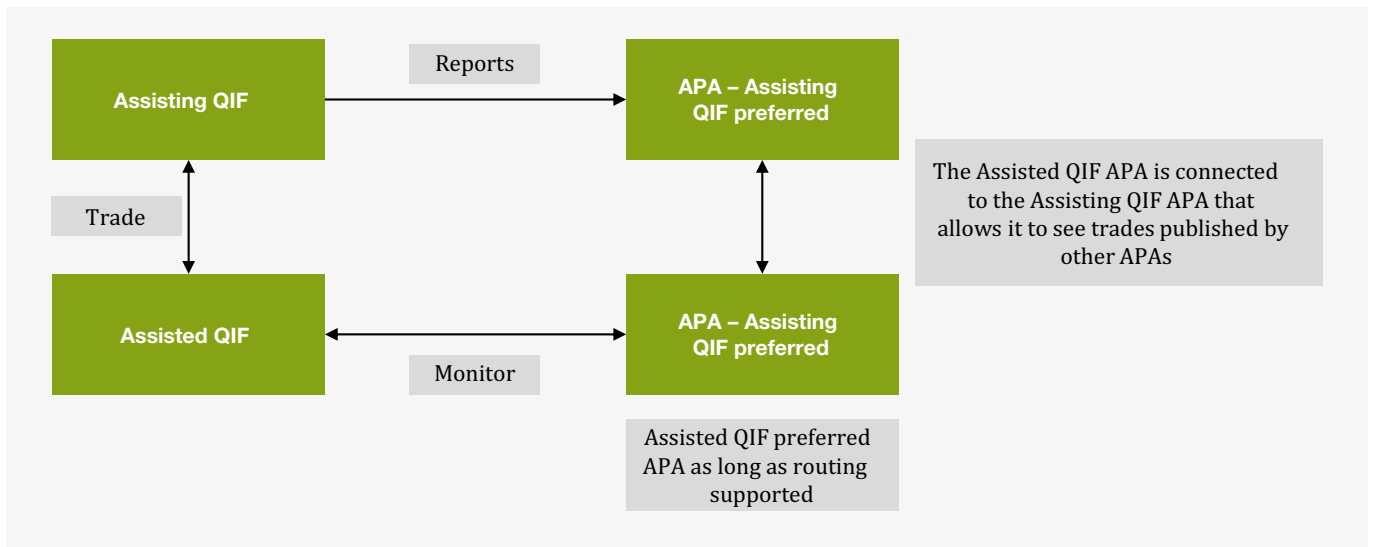 Reports
Assisting QIF
APA – Assisting
QIF preferred
The Assisted QIF APA is connected
to the Assisting QIF APA that
allows it to see trades published by
other APAs
Trade
Assisted QIF
APA – Assisting
QIF preferred
Monitor
Assisted QIF preferred
APA as long as routing
supported